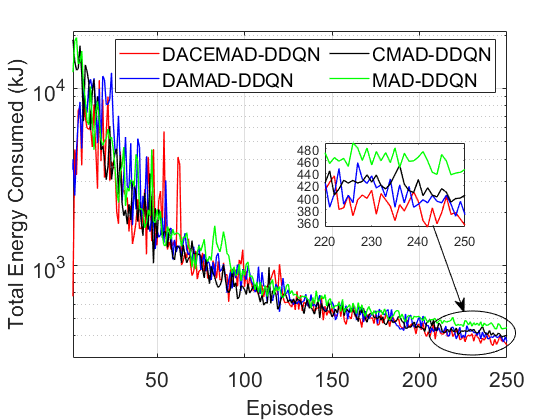 DACEMAD-DDQN CMAD-DDQN
DAMAD-DDQN MAD-DDQN
Total Energy Consumed (kJ)
10^4
10^3
480
460
440
420
400
380
360
220 230 240 250
50 100 150 200 250
Episodes